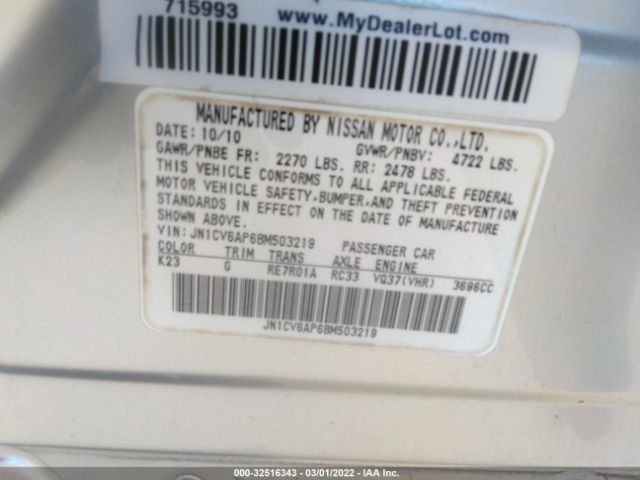 715993
www.MyDealerLot.com
MANUFACTURED BY NISSAN MOTOR CO.,LTD.
DATE: 10/10 GVWR/PNBV: 4722 LBS.
GAWR/PNBE FR: 2270 LBS. RR: 2478 LBS.
THIS VEHICLE CONFORMS TO ALL APPLICABLE FEDERAL
MOTOR VEHICLE SAFETY,BUMPER,AND THEFT PREVENTION
STANDARDS IN EFFECT ON THE DATE OF MANUFACTURE
SHOWN ABOVE.
VIN: JN1CV6AP6BM503219 PASSENGER CAR
COLOR TRIM TRANS AXLE ENGINE
K23 G RE7R01A RC33 VQ37(VHR) 3696CC
JN1CV6AP6BM503219
000-32516343 / 03/01/2022 - IAA Inc.